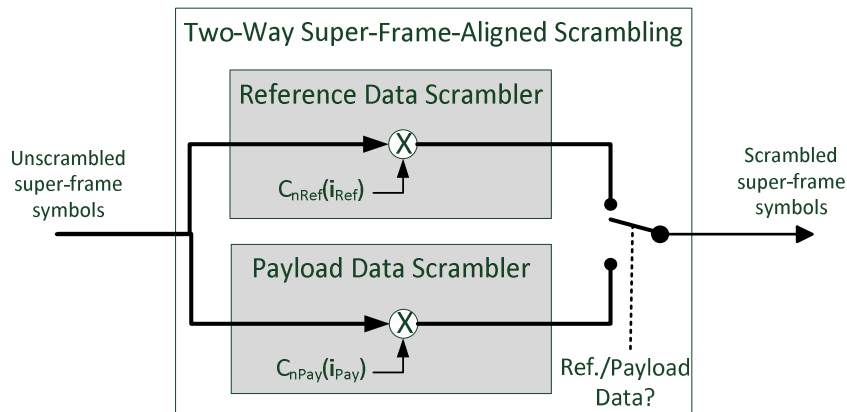 Two-Way Super-Frame-Aligned Scrambling
Reference Data Scrambler
X
CnRef(iRef)
Unscrambled
super-frame
symbols
Scrambled
super-frame
symbols
Payload Data Scrambler
X
CnPay(iPay)
Ref./Payload
Data?